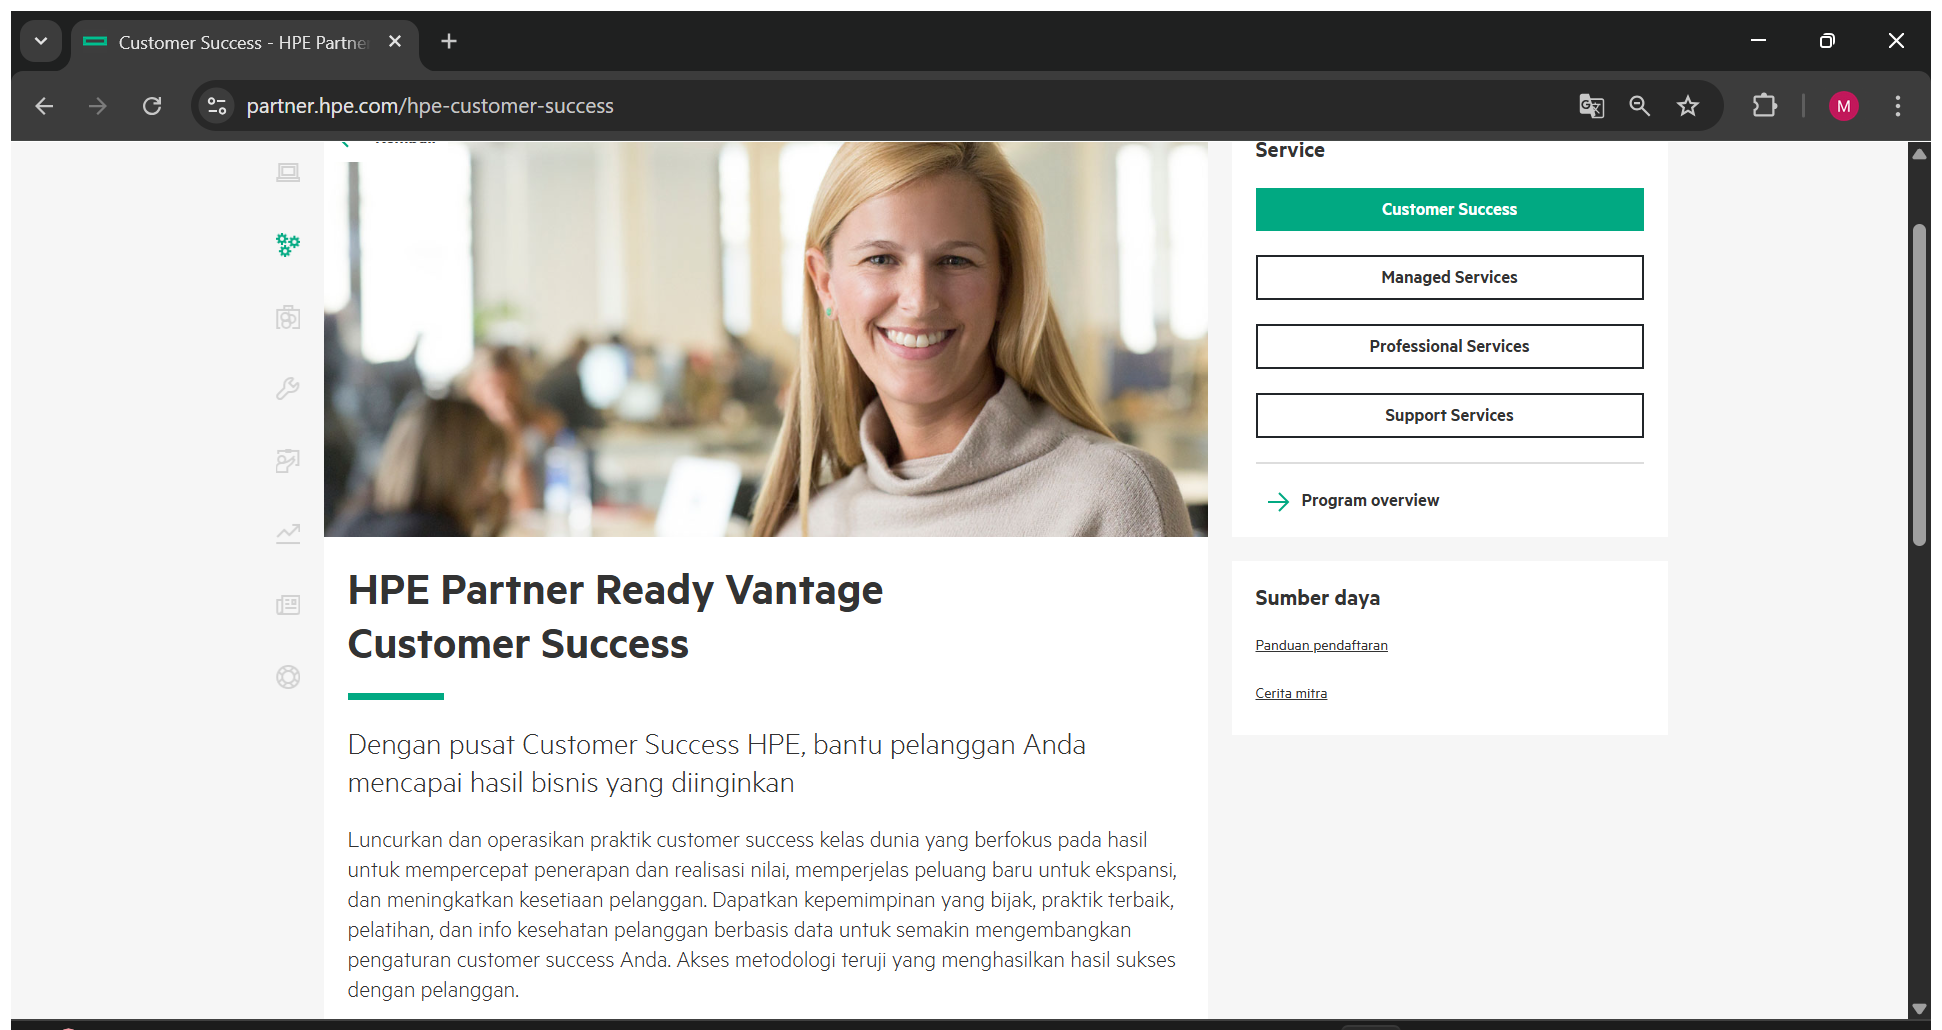 Customer Success - HPE Partne
partner.hpe.com/hpe-customer-success
M
Service
Customer Success
Managed Services
Professional Services
Support Services
Program overview
HPE Partner Ready Vantage
Customer Success
Dengan pusat Customer Success HPE, bantu pelanggan Anda
mencapai hasil bisnis yang diinginkan
Luncurkan dan operasikan praktik customer success kelas dunia yang berfokus pada hasil
untuk mempercepat penerapan dan realisasi nilai, memperjelas peluang baru untuk ekspansi,
dan meningkatkan kesetiaan pelanggan. Dapatkan kepemimpinan yang bijak, praktik terbaik,
pelatihan, dan info kesehatan pelanggan berbasis data untuk semakin mengembangkan
pengaturan customer success Anda. Akses metodologi teruji yang menghasilkan hasil sukses
dengan pelanggan.
Sumber daya
Panduan pendaftaran
Cerita mitra